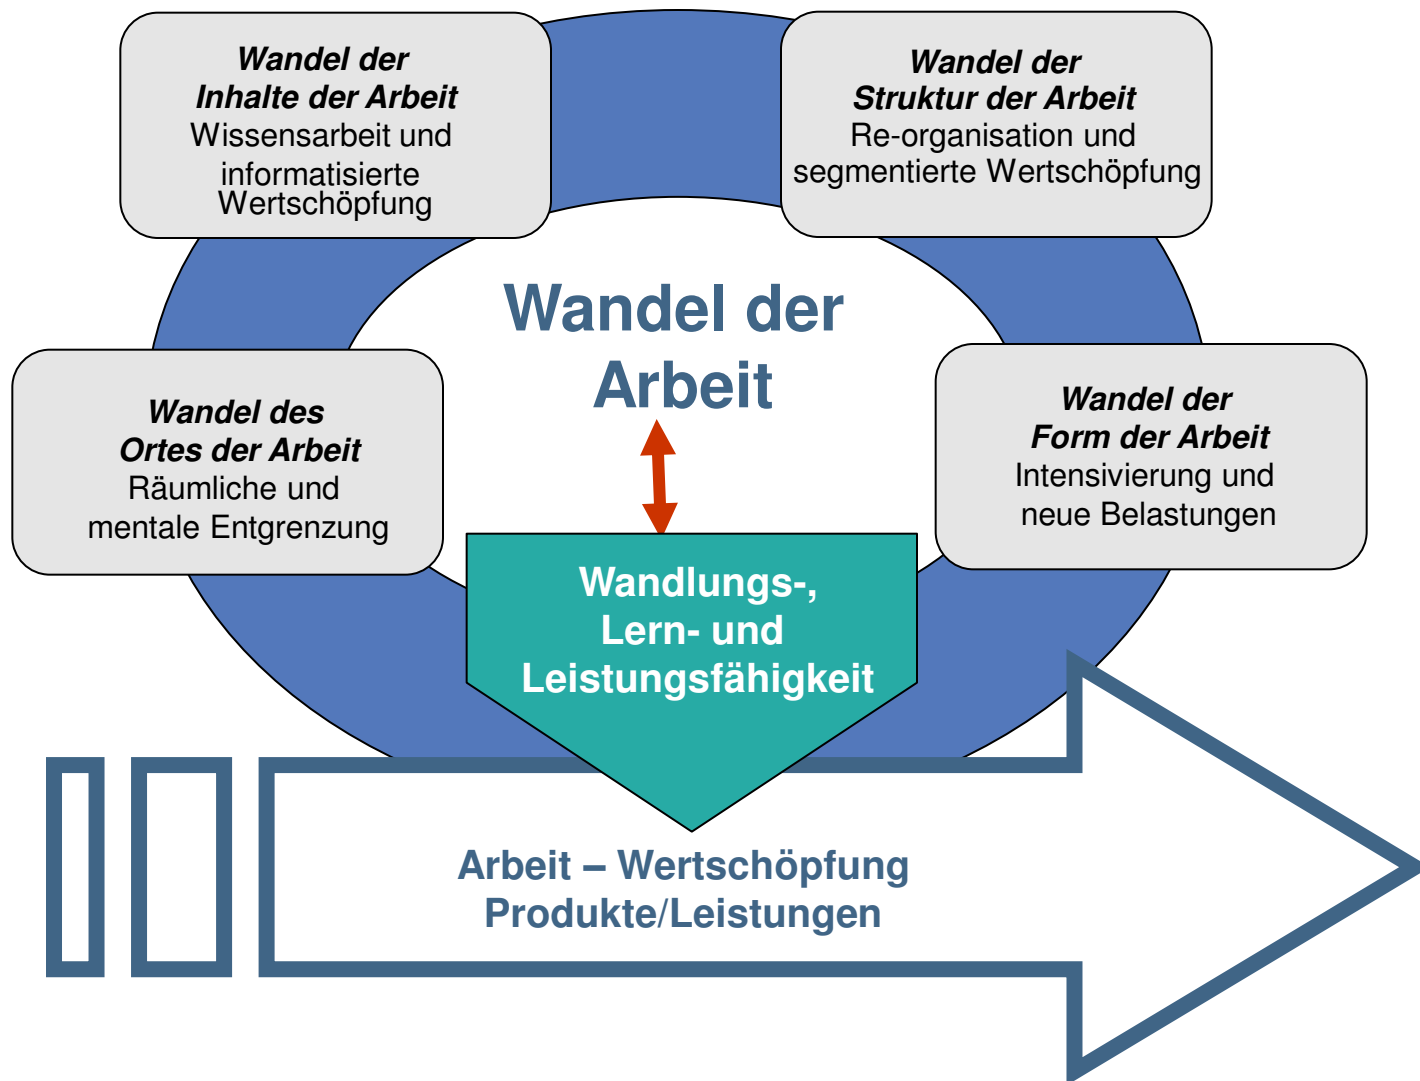 Wandel der
Inhalte der Arbeit
Wissensarbeit und
informatisierte
Wertschöpfung
Wandel der
Struktur der Arbeit
Re-organisation und
segmentierte Wertschöpfung
Wandel der
Arbeit
Wandel des
Ortes der Arbeit
Räumliche und
mentale Entgrenzung
Wandel der
Form der Arbeit
Intensivierung und
neue Belastungen
Wandlungs-,
Lern- und
Leistungsfähigkeit
Arbeit – Wertschöpfung
Produkte/Leistungen